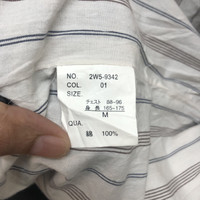 NO. 2W5-9342
COL. 01
SIZE.
チェスト 88-96
身長 165-175
M
QUA.
綿 100%